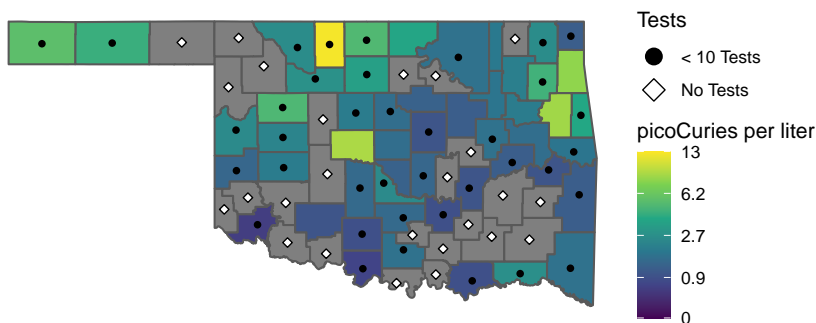 Tests
< 10 Tests
No Tests
picoCuries per liter
13
6.2
2.7
0.9
0